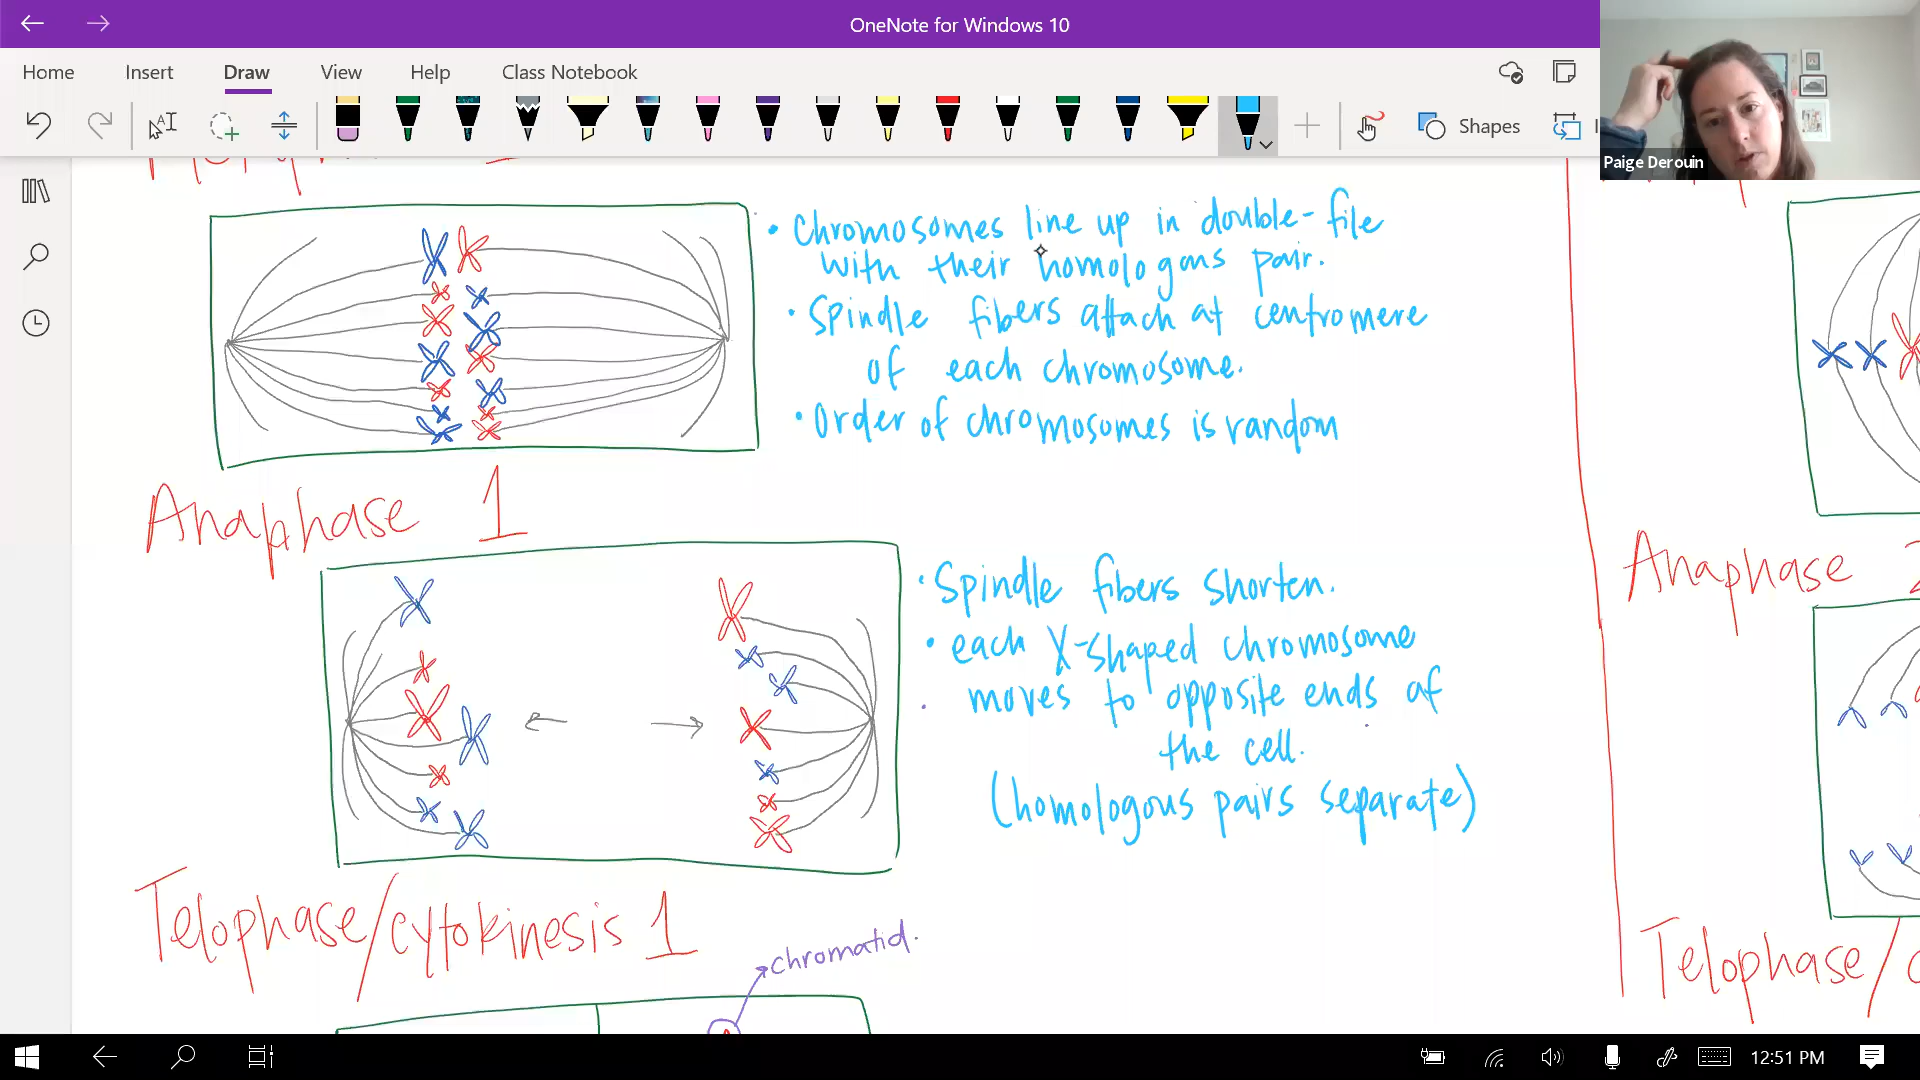 OneNote for Windows 10
Home Insert Draw View Help Class Notebook
Shapes
Paige Derouin
• Chromosomes line up in double-file
with their homologous pair.
• Spindle fibers attach at centromere
of each chromosome.
• Order of chromosomes is random
Anaphase 1
• Spindle fibers shorten.
• each X-shaped chromosome
moves to opposite ends of
the cell.
(homologous pairs separate)
Telophase/cytokinesis 1
chromatid.
Anaphase 2
Telophase/c
12:51 PM